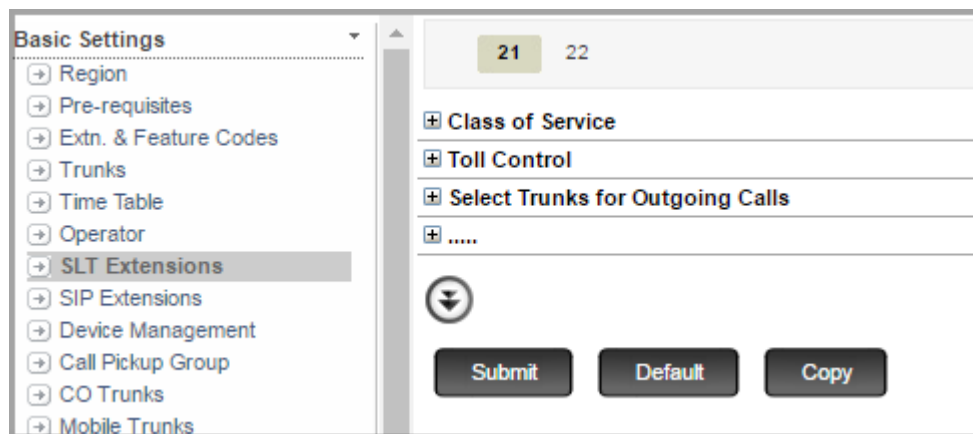 Basic Settings
Region
Pre-requisites
Extn. & Feature Codes
Trunks
Time Table
Operator
SLT Extensions
SIP Extensions
Device Management
Call Pickup Group
CO Trunks
Mobile Trunks
21 22
Class of Service
Toll Control
Select Trunks for Outgoing Calls
.....
Submit Default Copy